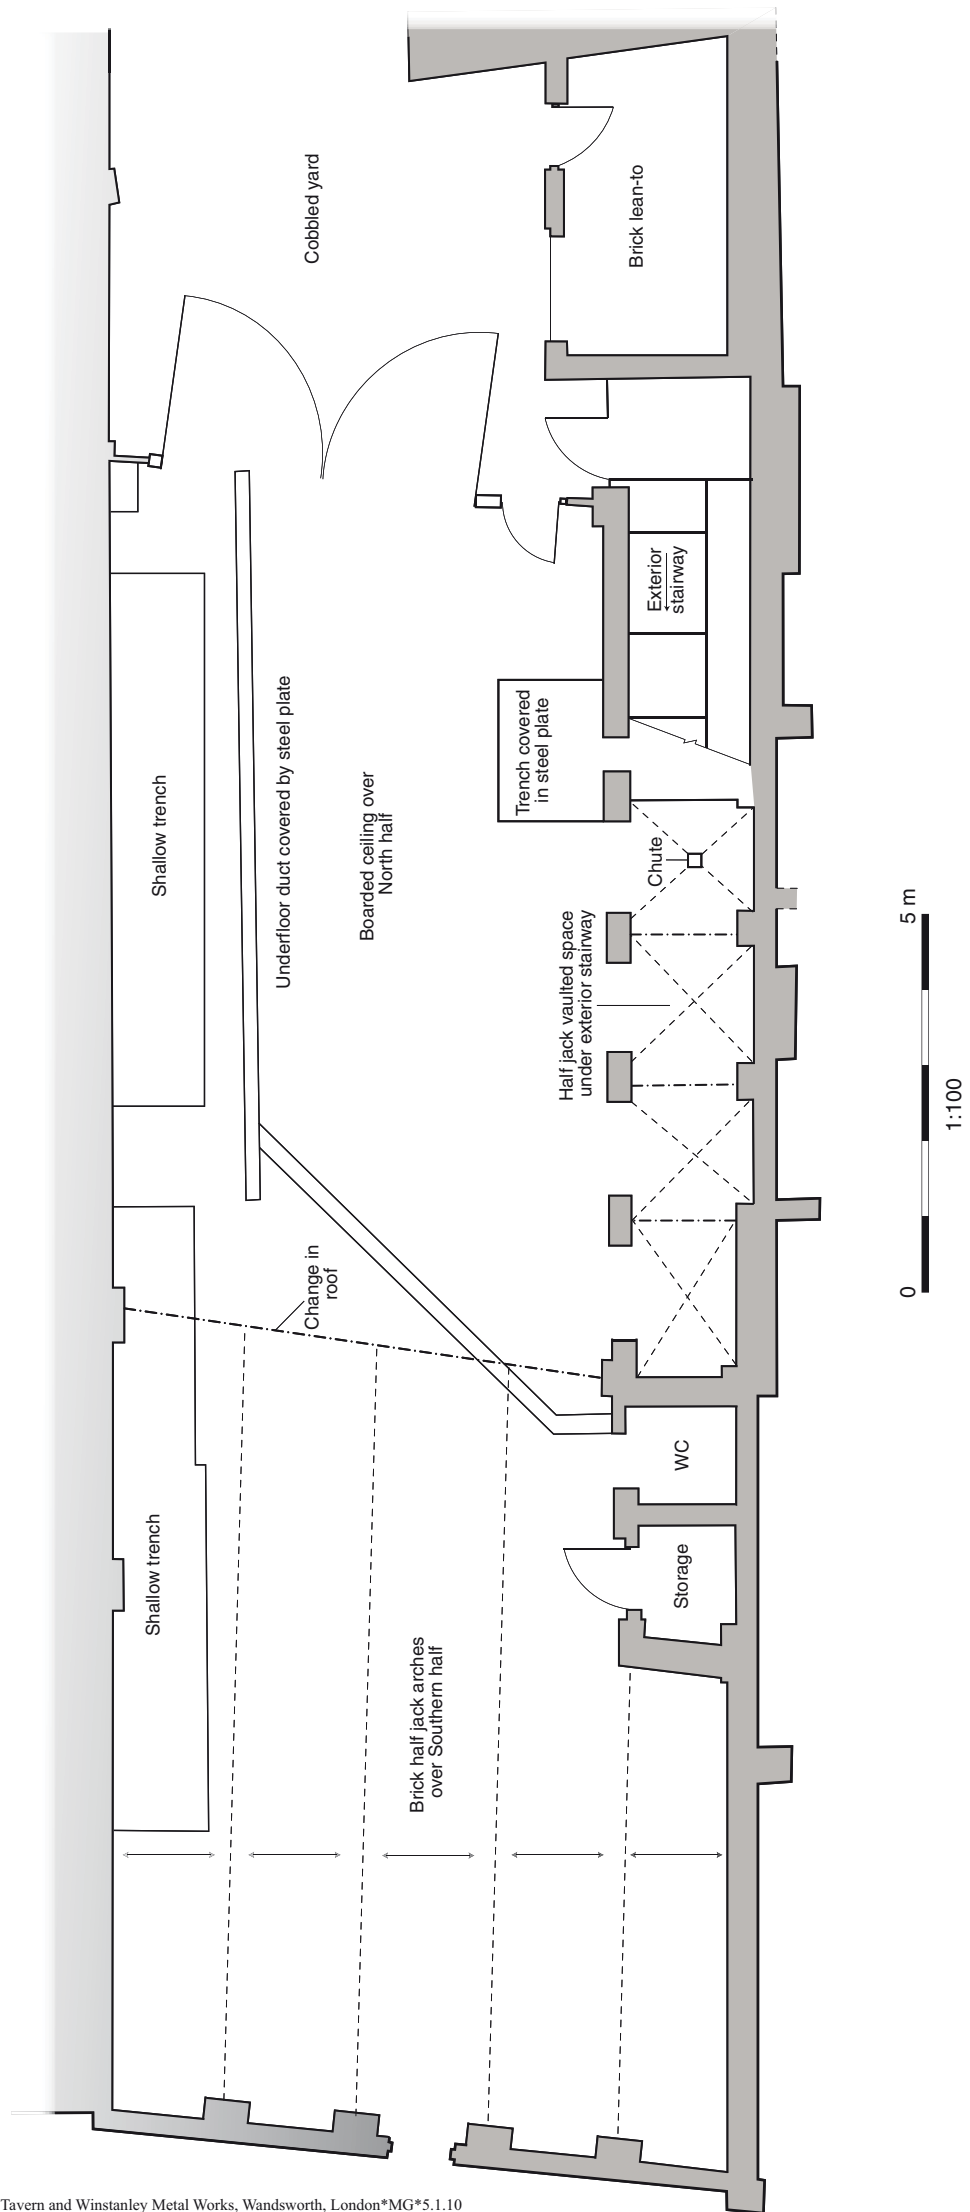 Cobbled yard
Brick lean-to
Exterior
stairway
Shallow trench
Underfloor duct covered by steel plate
Boarded ceiling over
North half
Trench covered
in steel plate
Chute
Half jack vaulted space
under exterior stairway
Change in
roof
WC
Storage
Shallow trench
Brick half jack arches
over Southern half
0
5 m
1:100
Tavern and Winstanley Metal Works, Wandsworth, London*MG*5.1.10